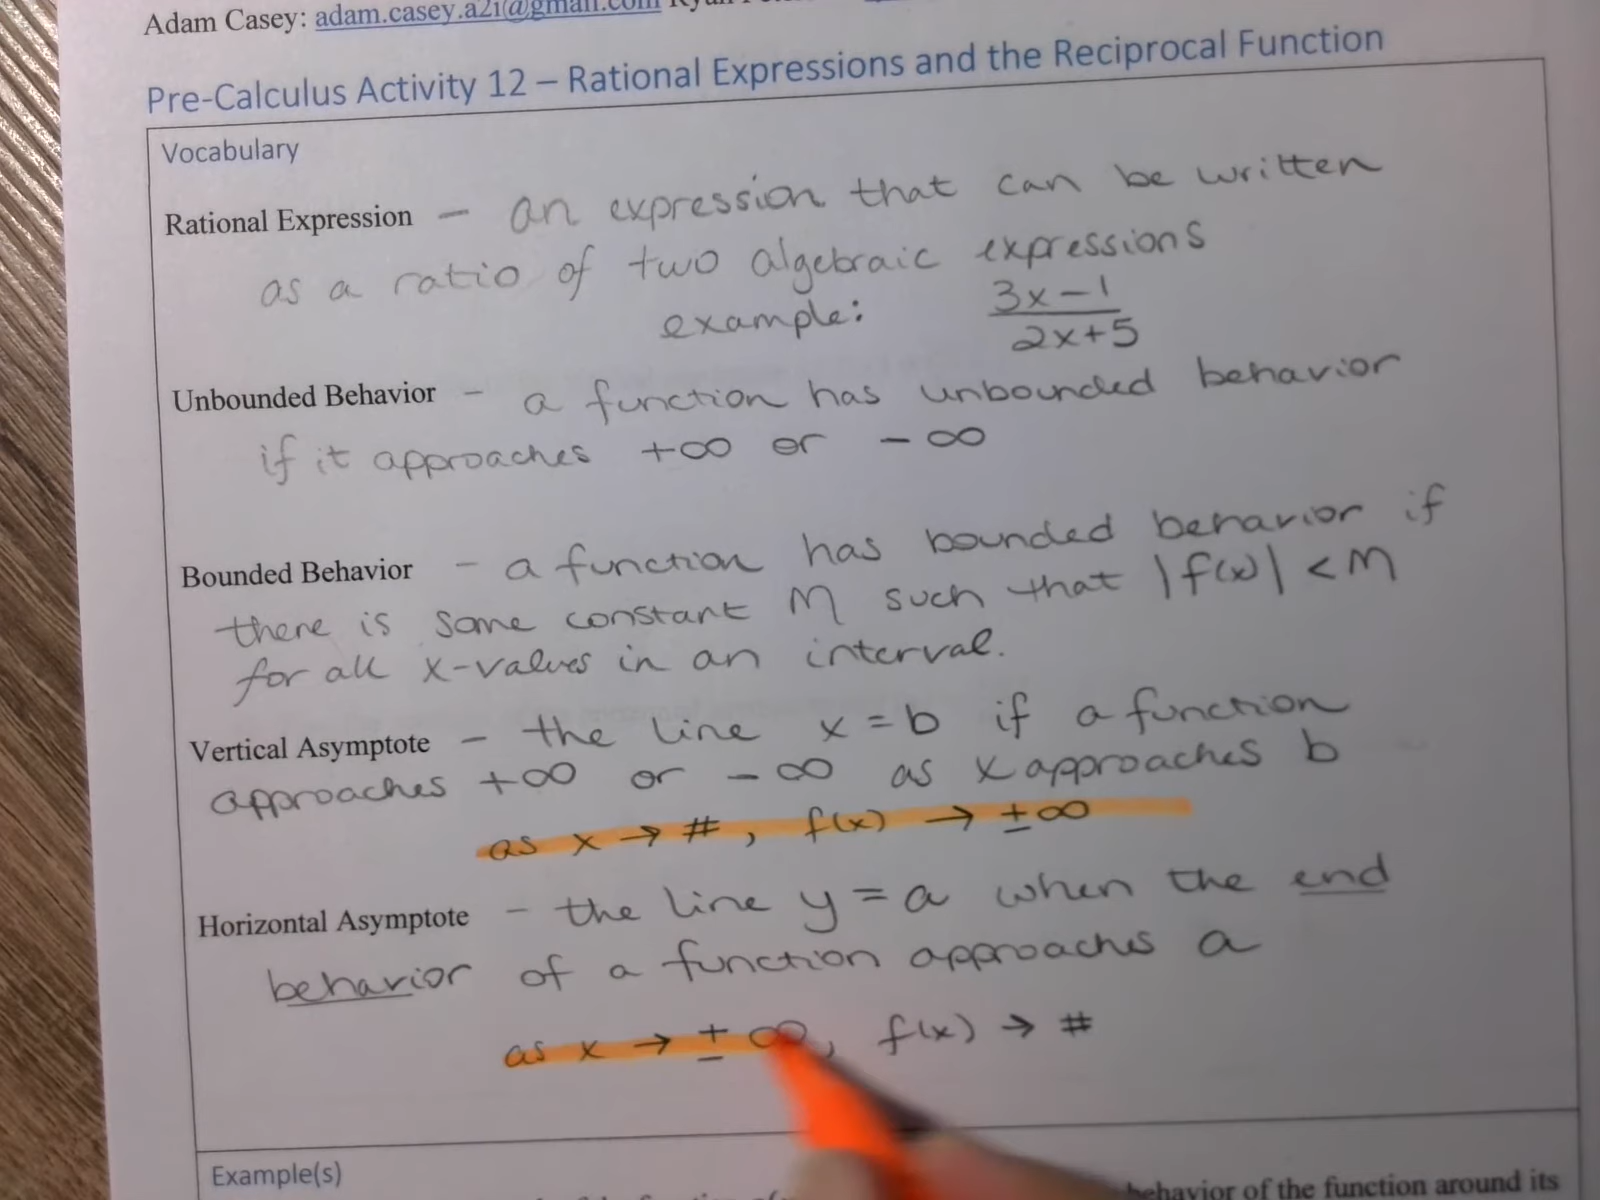 Adam Casey: adam.casey.a2i@gmail.com
Pre-Calculus Activity 12 – Rational Expressions and the Reciprocal Function
Vocabulary
Rational Expression — an expression that can be written
as a ratio of two algebraic expressions
example: 3x-1
2x+5
Unbounded Behavior - a function has unbounded behavior
if it approaches +∞ or -∞
Bounded Behavior - a function has bounded behavior if
there is some constant M such that |f(x)| < M
for all x-values in an interval.
Vertical Asymptote - the line x = b if a function
approaches +∞ or -∞ as x approaches b
as x → #, f(x) → ±∞
Horizontal Asymptote - the line y = a when the end
behavior of a function approaches a
as x → ±∞, f(x) → #
Example(s)
behavior of the function around its